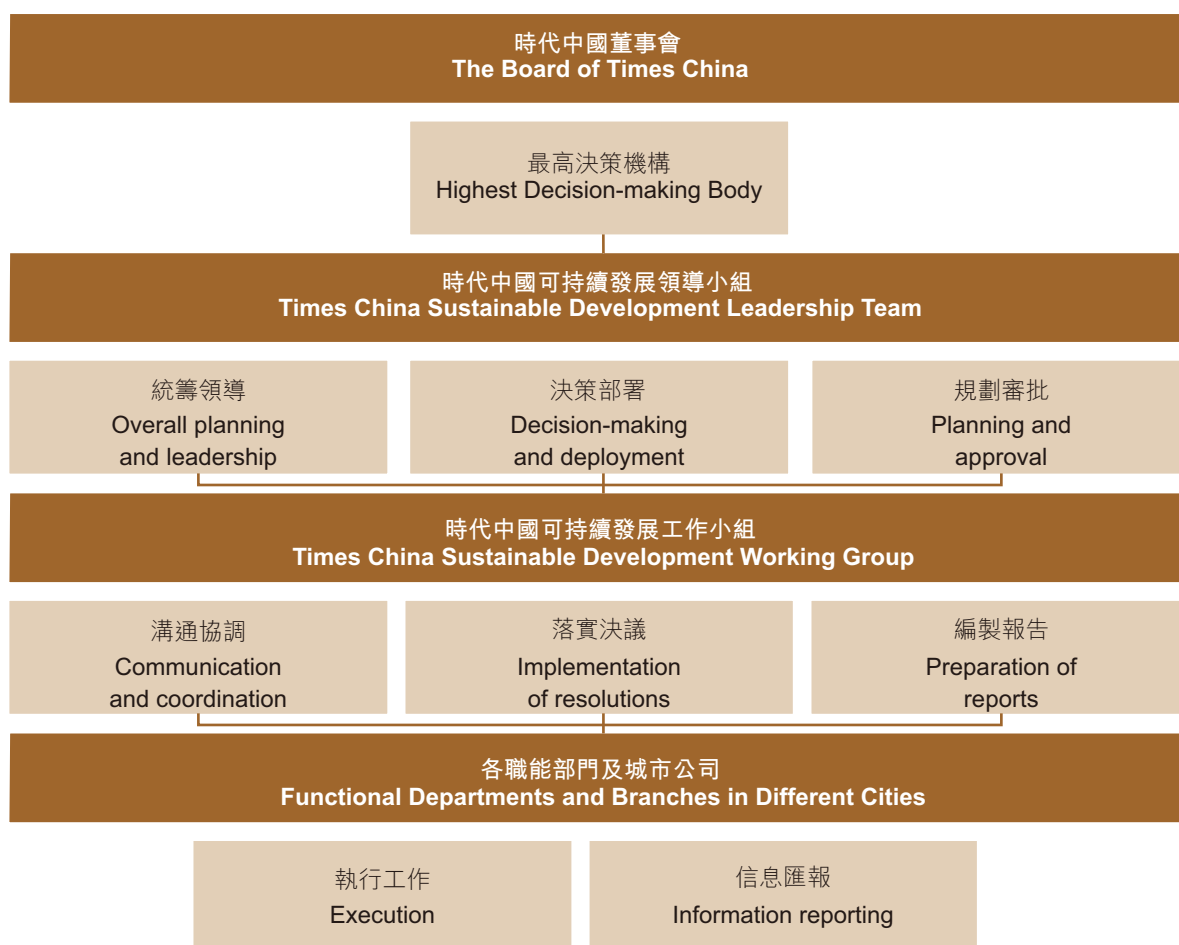 時代中國董事會
The Board of Times China
最高決策機構
Highest Decision-making Body
時代中國可持續發展領導小組
Times China Sustainable Development Leadership Team
統籌領導
Overall planning
and leadership
決策部署
Decision-making
and deployment
規劃審批
Planning and
approval
時代中國可持續發展工作小組
Times China Sustainable Development Working Group
溝通協調
Communication
and coordination
落實決議
Implementation
of resolutions
編製報告
Preparation of
reports
各職能部門及城市公司
Functional Departments and Branches in Different Cities
執行工作
Execution
信息匯報
Information reporting